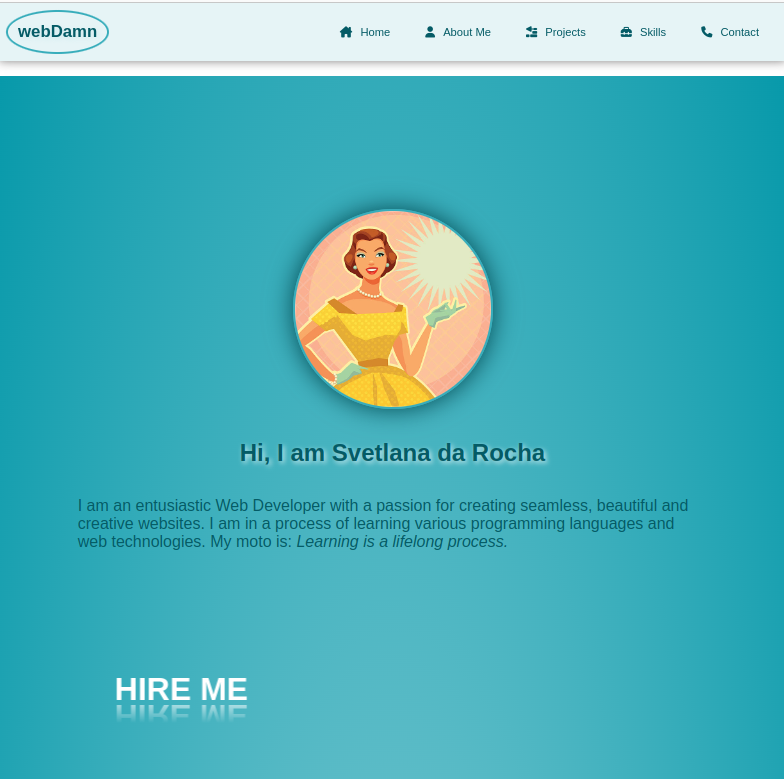 webDamn
Home
About Me
Projects
Skills
Contact
Hi, I am Svetlana da Rocha
I am an entusiastic Web Developer with a passion for creating seamless, beautiful and
creative websites. I am in a process of learning various programming languages and
web technologies. My moto is: Learning is a lifelong process.
HIRE ME